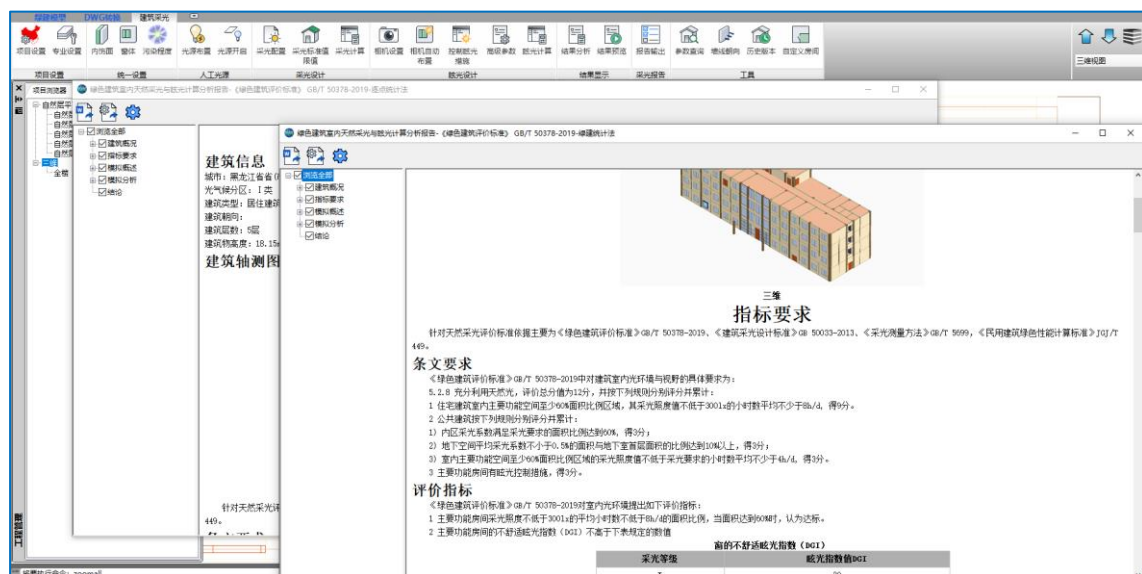 绿建模型 DWG转换 建筑采光
项目设置 专业设置 内饰面 窗体 污染程度 光源布置 光源开启 采光配置 采光标准值限值 采光计算 相机设置 相机自动布置 控制眩光措施 高级参数 眩光计算 结果分析 结果预览 报告输出 参数查询 墙线朝向 历史版本 自定义房间
三维视图
项目设置 统一设置 人工光源 采光设计 眩光设计 结果显示 采光报告 工具
项目浏览器
自然层平
自然层
自然层
自然层
自然层
三维
全楼
工程管理
绿色建筑室内天然采光与眩光计算分析报告-《绿色建筑评价标准》 GB/T 50378-2019-逐点统计法
浏览全部
建筑概况
指标要求
模拟概述
模拟分析
结论
建筑信息
城市: 黑龙江省省(
光气候分区: I类
建筑类型: 居住建筑
建筑朝向:
建筑层数: 5层
建筑物高度: 18.15m
建筑轴测图
针对天然采光评
449。
绿色建筑室内天然采光与眩光计算分析报告-《绿色建筑评价标准》 GB/T 50378-2019-绿建统计法
浏览全部
建筑概况
指标要求
模拟概述
模拟分析
结论
三维
指标要求
针对天然采光评价标准依据主要为《绿色建筑评价标准》GB/T 50378-2019、《建筑采光设计标准》GB 50033-2013、《采光测量方法》GB/T 5699,《民用建筑绿色性能计算标准》JGJ/T
449。
条文要求
《绿色建筑评价标准》GB/T 50378-2019中对建筑室内光环境与视野的具体要求为:
5.2.8 充分利用天然光,评价总分值为12分,并按下列规则分别评分并累计:
1 住宅建筑室内主要功能空间至少60%面积比例区域,其采光照度值不低于300lx的小时数平均不少于8h/d,得9分。
2 公共建筑按下列规则分别评分并累计:
1) 内区采光系数满足采光要求的面积比例达到60%,得3分;
2) 地下空间平均采光系数不小于0.5%的面积与地下室首层面积的比例达到10%以上,得3分;
3) 室内主要功能空间至少60%面积比例区域的采光照度值不低于采光要求的小时数平均不少于4h/d,得3分。
3 主要功能房间有眩光控制措施,得3分。
评价指标
《绿色建筑评价标准》GB/T 50378-2019对室内光环境提出如下评价指标:
1 主要功能房间采光照度不低于300lx的平均小时数不低于8h/d的面积比例,当面积达到60%时,认为达标。
2 主要功能房间的不舒适眩光指数(DGI)不高于下表规定的数值
窗的不舒适眩光指数(DGI)
采光等级 眩光指数值DGI